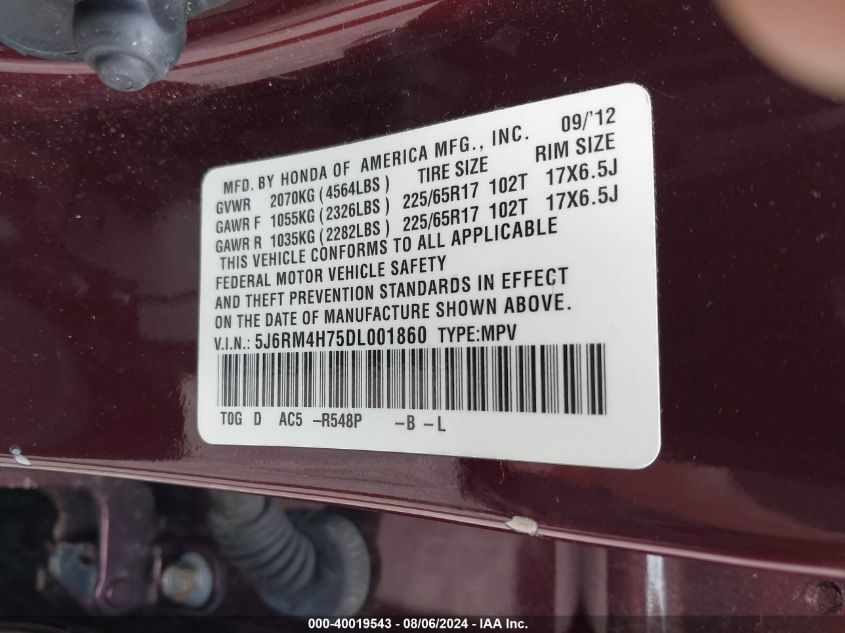 MFD. BY HONDA OF AMERICA MFG., INC. 09/'12
GVWR 2070KG (4564LBS) TIRE SIZE RIM SIZE
GAWR F 1055KG (2326LBS) 225/65R17 102T 17X6.5J
GAWR R 1035KG (2282LBS) 225/65R17 102T 17X6.5J
THIS VEHICLE CONFORMS TO ALL APPLICABLE
FEDERAL MOTOR VEHICLE SAFETY
AND THEFT PREVENTION STANDARDS IN EFFECT
ON THE DATE OF MANUFACTURE SHOWN ABOVE.
V.I.N.: 5J6RM4H75DL001860 TYPE:MPV
T0G D AC5 –R548P –B –L
000-40019543 - 08/06/2024 - IAA Inc.